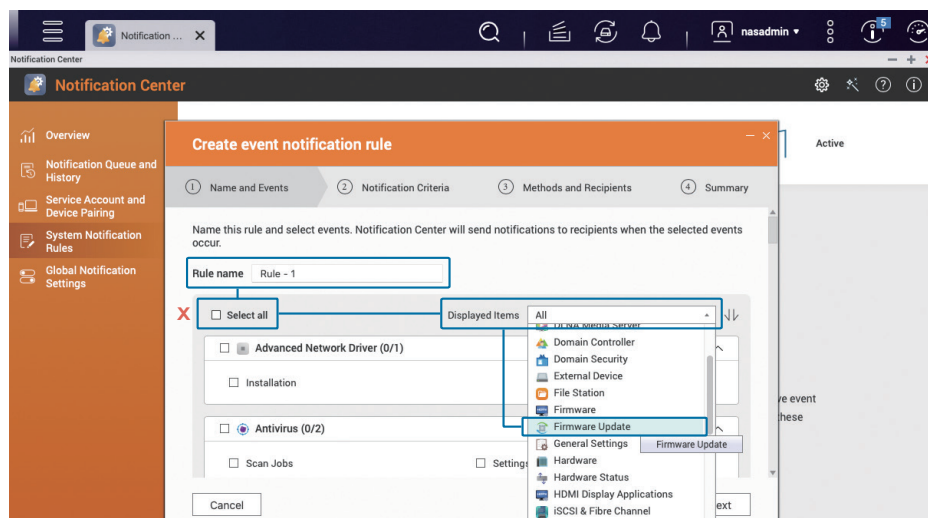 Notification ... X
nasadmin
5
Notification Center
Notification Center
Overview
Notification Queue and
History
Service Account and
Device Pairing
System Notification
Rules
Global Notification
Settings
Active
Create event notification rule
1 Name and Events
2 Notification Criteria
3 Methods and Recipients
4 Summary
Name this rule and select events. Notification Center will send notifications to recipients when the selected events
occur.
Rule name Rule - 1
X
Select all
Displayed Items All
DLNA Media Server
Domain Controller
Domain Security
External Device
File Station
Firmware
Firmware Update
General Settings
Firmware Update
Hardware
Hardware Status
HDMI Display Applications
iSCSI & Fibre Channel
Advanced Network Driver (0/1)
Installation
Antivirus (0/2)
Scan Jobs
Settings
ve event
these
Cancel
ext